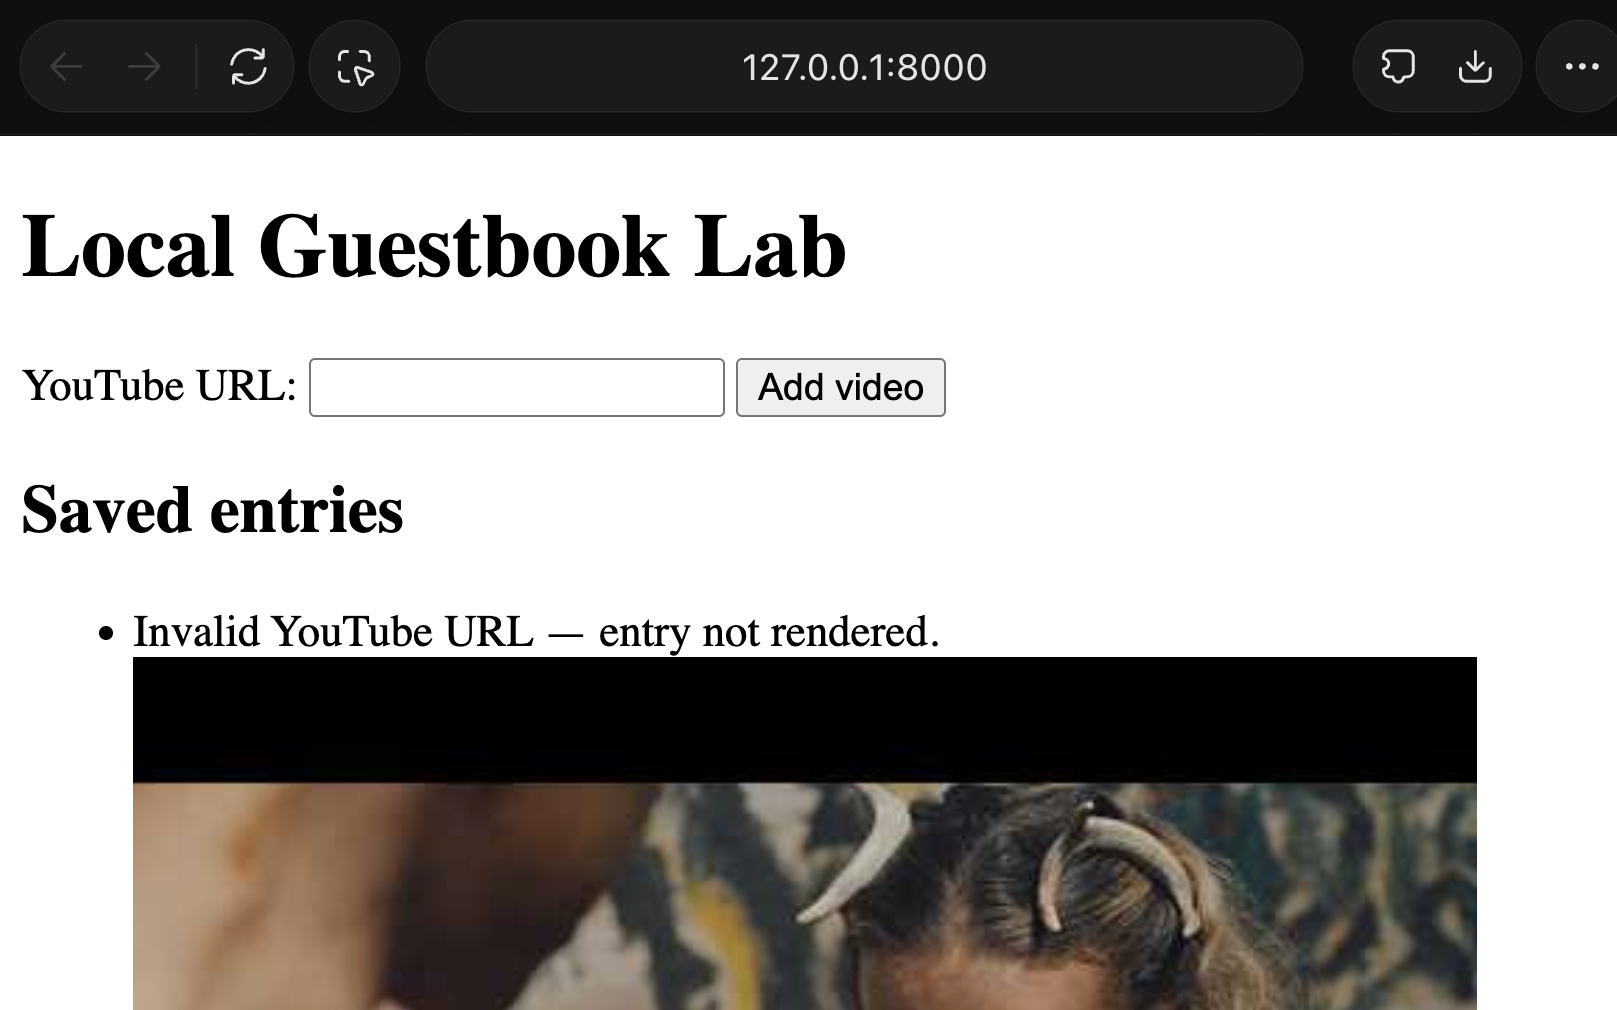 127.0.0.1:8000
Local Guestbook Lab
YouTube URL: Add video
Saved entries
• Invalid YouTube URL — entry not rendered.